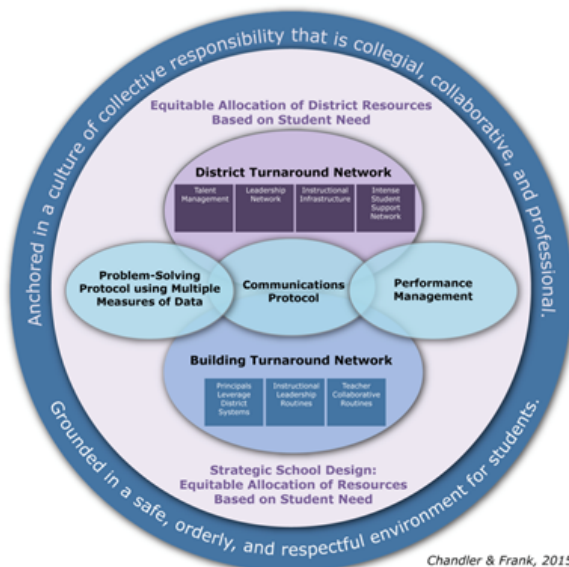 Anchored in a culture of collective responsibility that is collegial, collaborative, and professional.
Equitable Allocation of District Resources
Based on Student Need
District Turnaround Network
Talent
Management
Leadership
Network
Instructional
Infrastructure
Intense
Student
Support
Network
Problem-Solving
Protocol using Multiple
Measures of Data
Communications
Protocol
Performance
Management
Building Turnaround Network
Principals
Leverage
District
Systems
Instructional
Leadership
Routines
Teacher
Collaborative
Routines
Strategic School Design:
Equitable Allocation of Resources
Based on Student Need
Grounded in a safe, orderly, and respectful environment for students.
Chandler & Frank, 2015